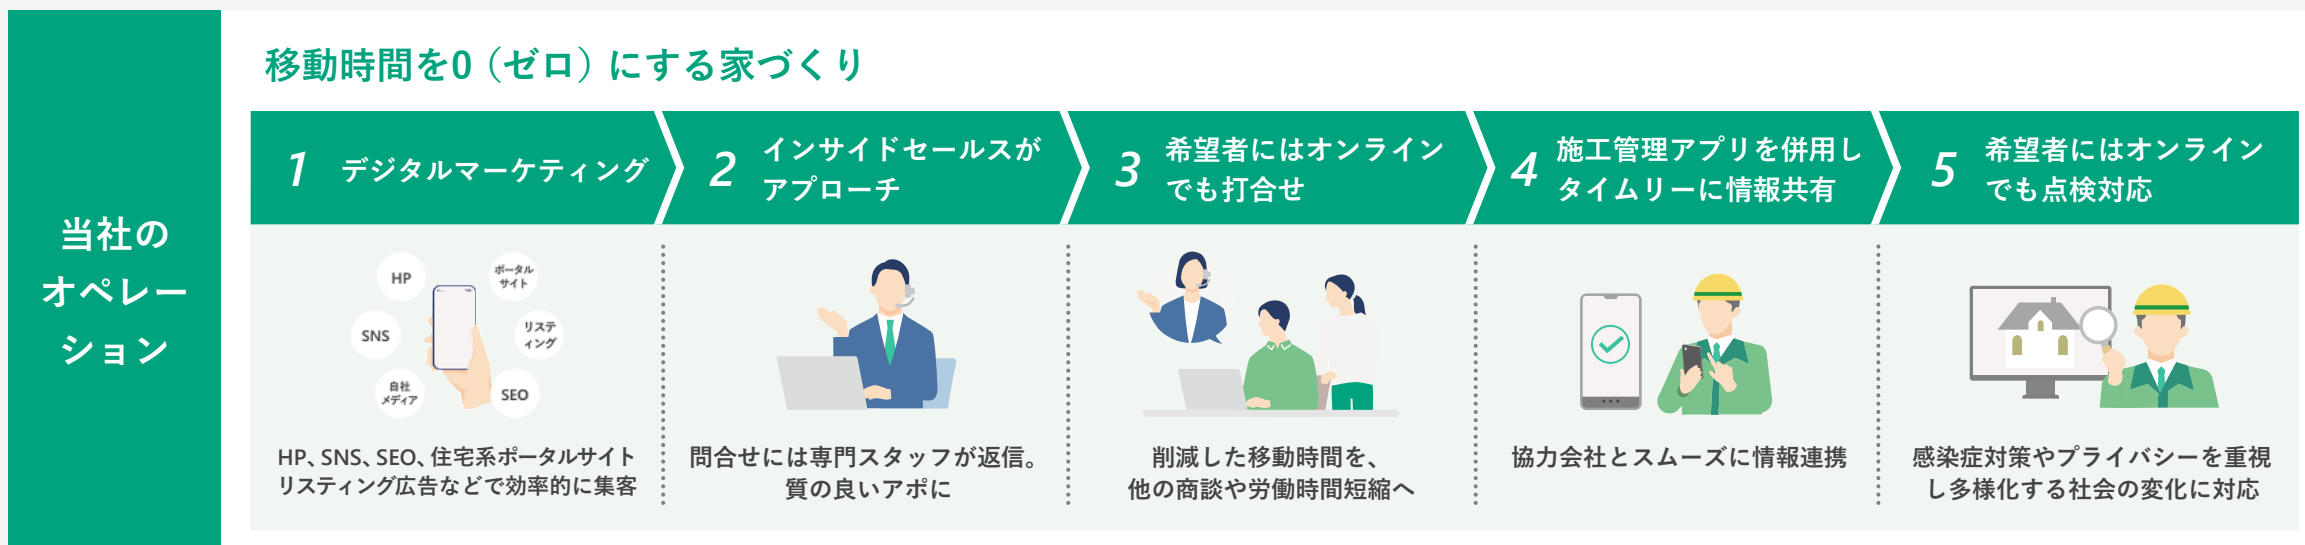 当社の
オペレー
ション
移動時間を0（ゼロ）にする家づくり
1
デジタルマーケティング
2
インサイドセールスが
アプローチ
3
希望者にはオンライン
でも打合せ
4
施工管理アプリを併用し
タイムリーに情報共有
5
希望者にはオンライン
でも点検対応
HP
ポータル
サイト
SNS
リステ
ィング
自社
メディア
SEO
HP、SNS、SEO、住宅系ポータルサイト
リスティング広告などで効率的に集客
問合せには専門スタッフが返信。
質の良いアポに
削減した移動時間を、
他の商談や労働時間短縮へ
協力会社とスムーズに情報連携
感染症対策やプライバシーを重視
し多様化する社会の変化に対応